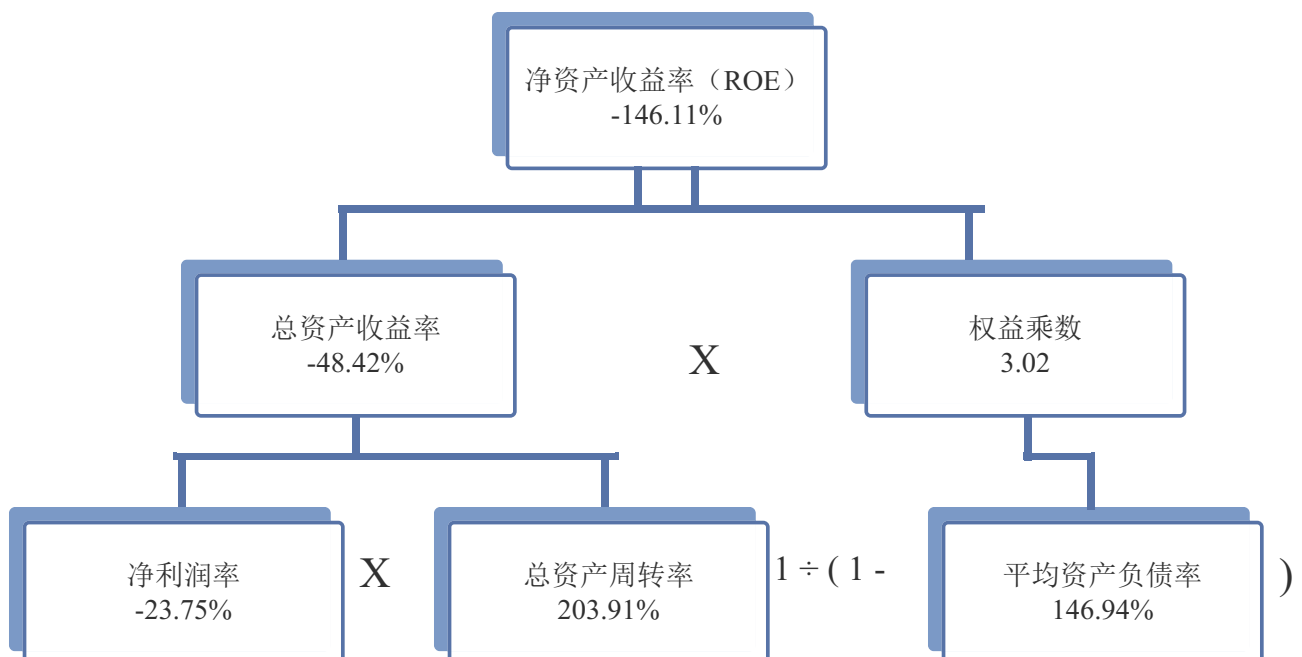 净资产收益率（ROE）
-146.11%
总资产收益率
-48.42%
X
权益乘数
3.02
净利润率
-23.75%
X
总资产周转率
203.91%
1 ÷ ( 1 -
平均资产负债率
146.94%
)